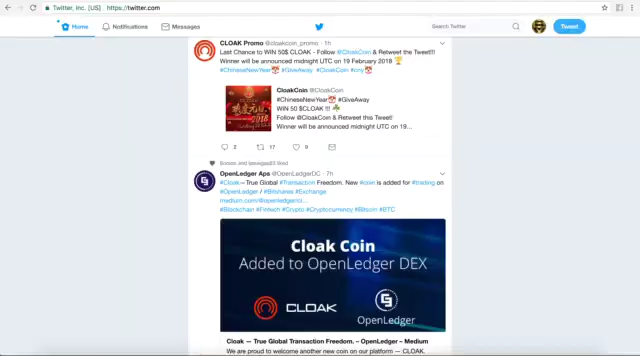 Twitter, Inc. [US] https://twitter.com
Home Notifications Messages Search Twitter Tweet
CLOAK Promo @cloakcoin_promo · 1h
Last Chance to WIN 50$ CLOAK - Follow @CloakCoin & Retweet the Tweet!!!
Winner will be announced midnight UTC on 19 February 2018 🏆
#ChineseNewYear #GiveAway #CloakCoin #cny
CloakCoin @CloakCoin
#ChineseNewYear #GiveAway
WIN 50 $CLOAK !!!
Follow @CloakCoin & Retweet this Tweet!
Winner will be announced midnight UTC on 19...
2018
2 17 9
liked
OpenLedger Aps @OpenLedgerDC · 7h
#Cloak—True Global #Transaction Freedom. New #coin is added for #trading on
#OpenLedger / #Bitshares #Exchange
medium.com/@openledger/cl...
#Blockchain #Fintech #Crypto #Cryptocurrency #Bitcoin #BTC
Cloak Coin
Added to OpenLedger DEX
CLOAK
OpenLedger
Cloak — True Global Transaction Freedom. – OpenLedger – Medium
We are proud to welcome another new coin on our platform — CLOAK.